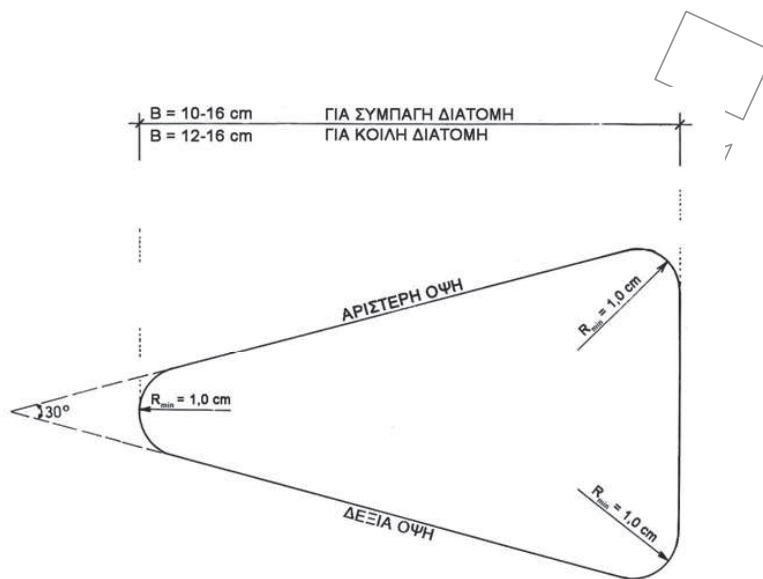 B = 10-16 cm ΓΙΑ ΣΥΜΠΑΓΗ ΔΙΑΤΟΜΗ
B = 12-16 cm ΓΙΑ ΚΟΙΛΗ ΔΙΑΤΟΜΗ
ΑΡΙΣΤΕΡΗ ΟΨΗ
Rmin = 1,0 cm
Rmin = 1,0 cm
30°
Rmin = 1,0 cm
ΔΕΞΙΑ ΟΨΗ